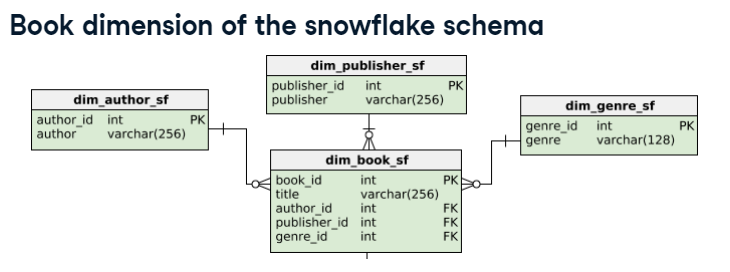 Book dimension of the snowflake schema
dim_publisher_sf
publisher_id int PK
publisher varchar(256)
dim_author_sf
author_id int PK
author varchar(256)
dim_genre_sf
genre_id int PK
genre varchar(128)
dim_book_sf
book_id int PK
title varchar(256)
author_id int FK
publisher_id int FK
genre_id int FK